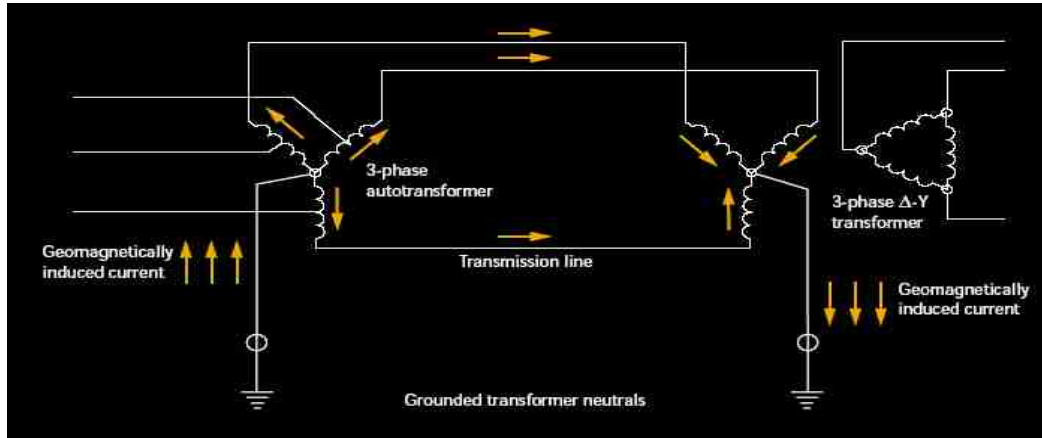 3-phase
autotransformer
3-phase Δ-Y
transformer
Geomagnetically
induced current
Transmission line
Geomagnetically
induced current
Grounded transformer neutrals